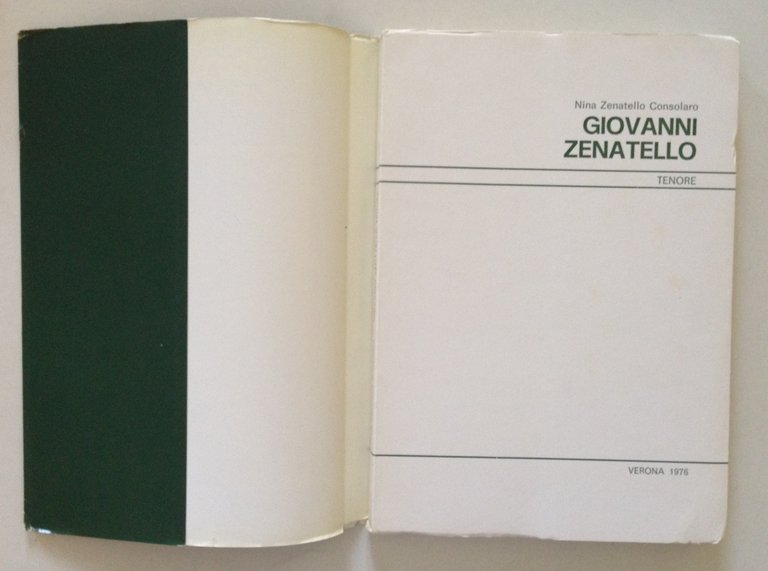 Nina Zenatello Consolaro
GIOVANNI
ZENATELLO
TENORE
VERONA 1976